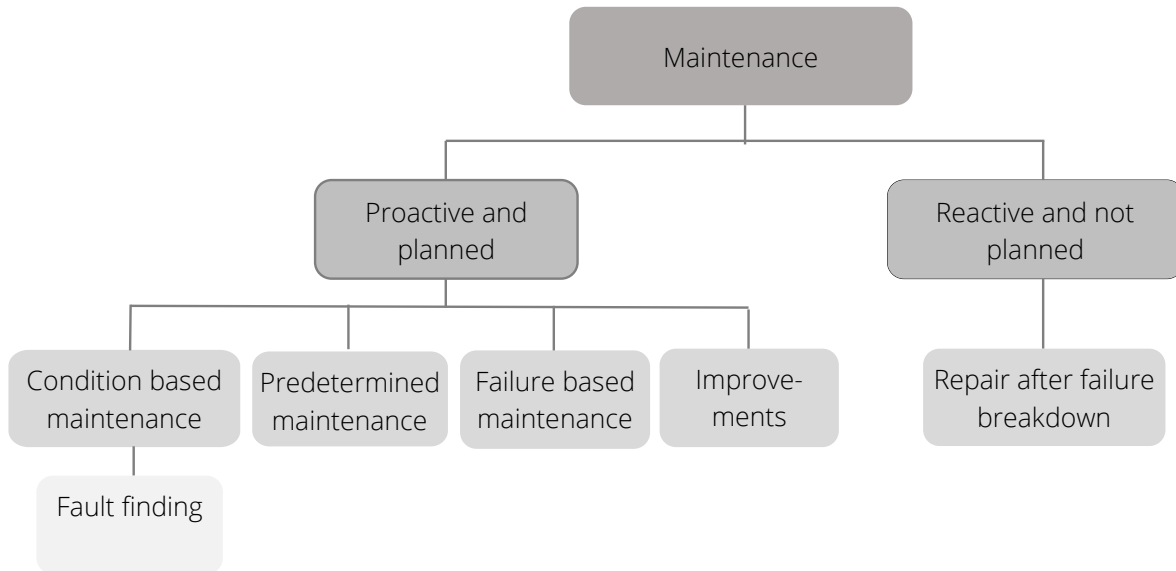 Maintenance
Proactive and
planned
Reactive and not
planned
Condition based
maintenance
Predetermined
maintenance
Failure based
maintenance
Improve-
ments
Repair after failure
breakdown
Fault finding